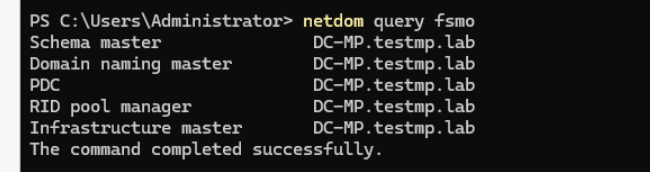 PS C:\Users\Administrator> netdom query fsmo
Schema master               DC-MP.testmp.lab
Domain naming master        DC-MP.testmp.lab
PDC                         DC-MP.testmp.lab
RID pool manager            DC-MP.testmp.lab
Infrastructure master       DC-MP.testmp.lab
The command completed successfully.